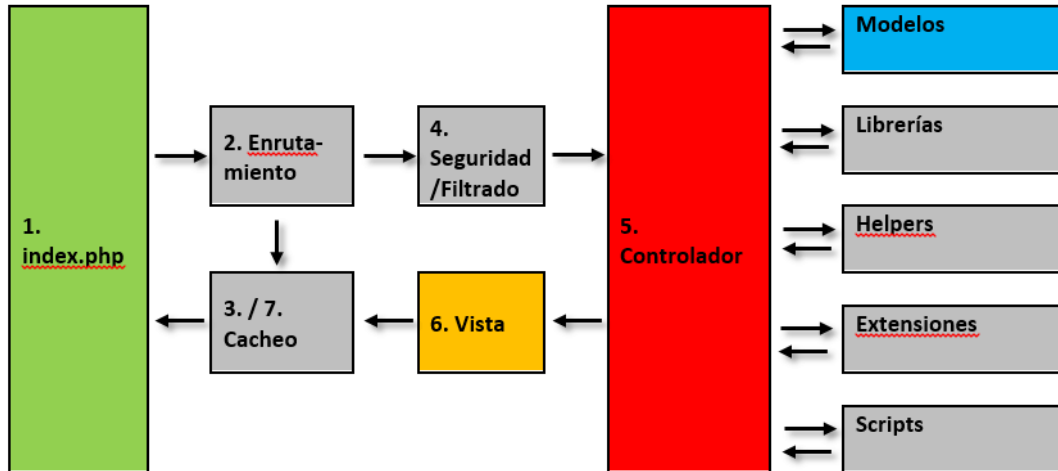 1.
index.php
2. Enruta-
miento
3. / 7.
Cacheo
4.
Seguridad
/Filtrado
5.
Controlador
6. Vista
Modelos
Librerías
Helpers
Extensiones
Scripts